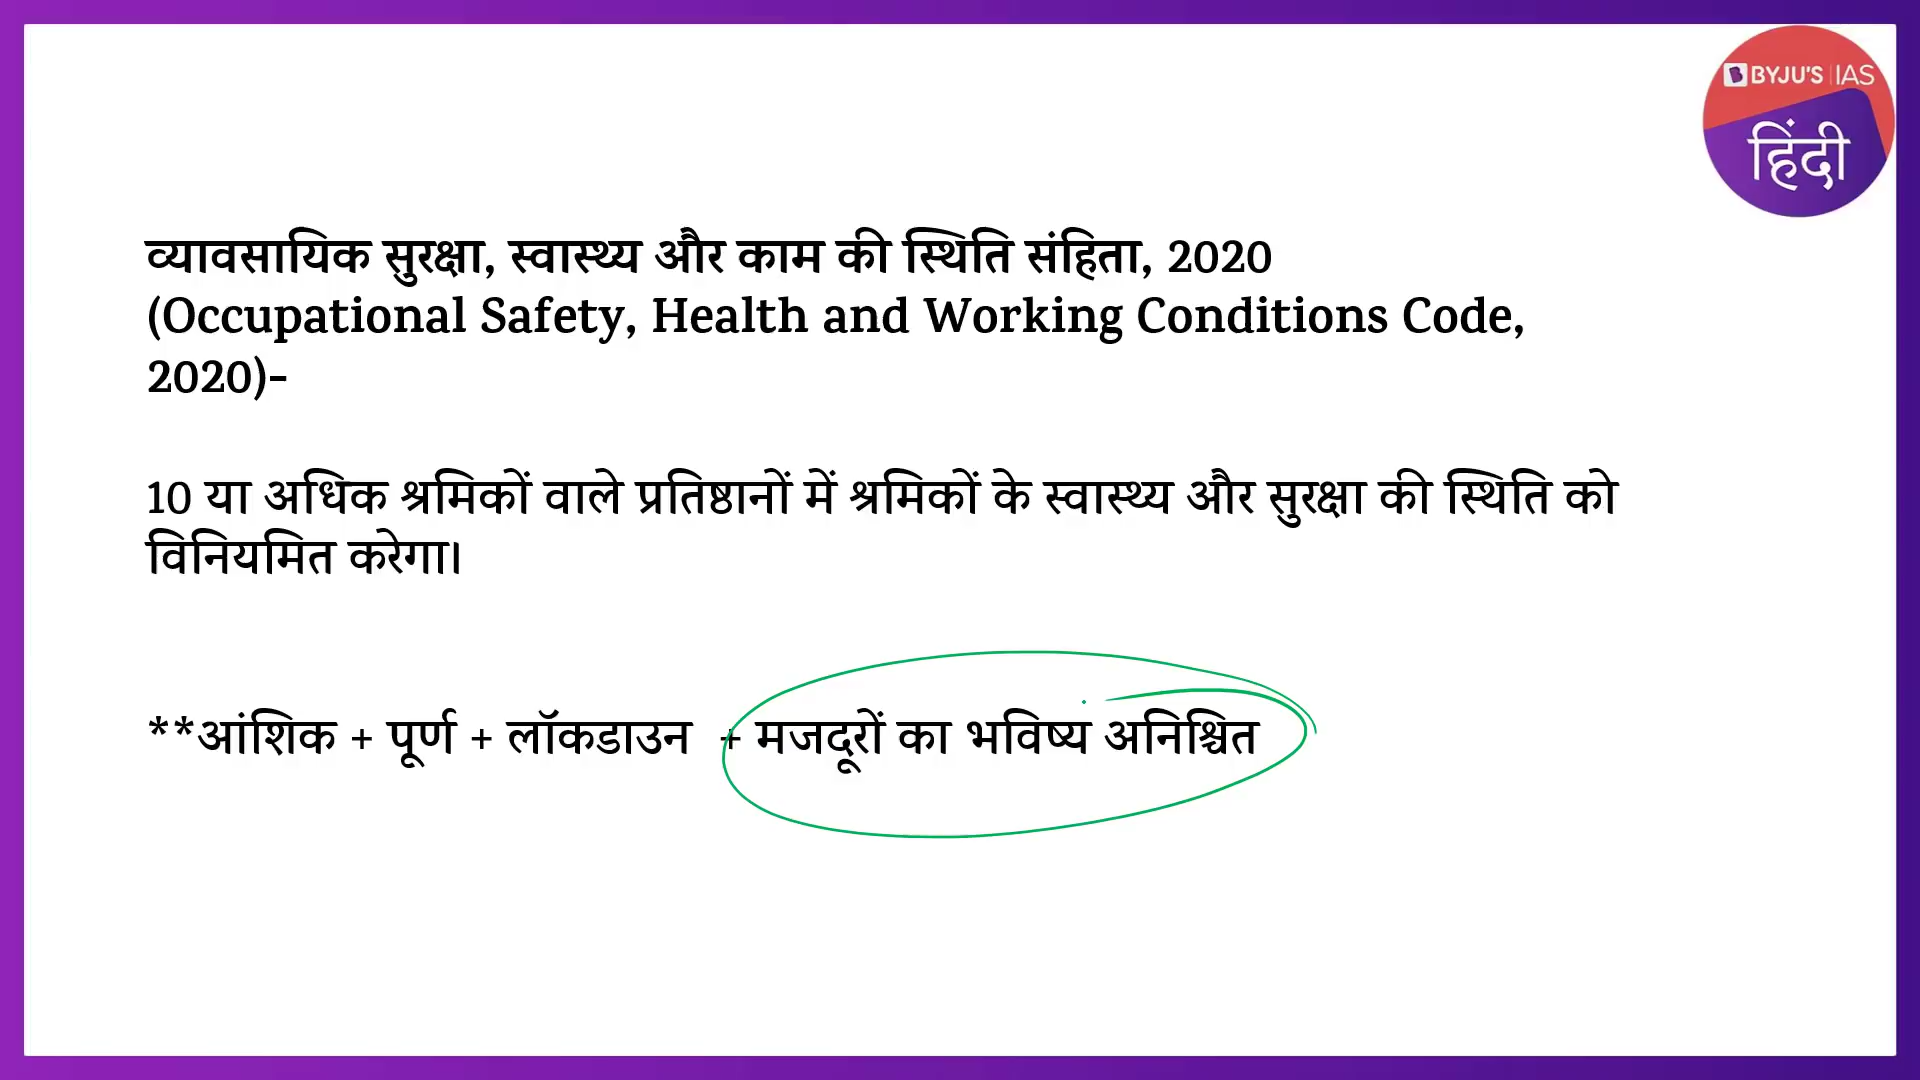 BYJU'S IAS
हिंदी
व्यावसायिक सुरक्षा, स्वास्थ्य और काम की स्थिति संहिता, 2020
(Occupational Safety, Health and Working Conditions Code,
2020)-
10 या अधिक श्रमिकों वाले प्रतिष्ठानों में श्रमिकों के स्वास्थ्य और सुरक्षा की स्थिति को
विनियमित करेगा।
**आंशिक + पूर्ण + लॉकडाउन + मजदूरों का भविष्य अनिश्चित